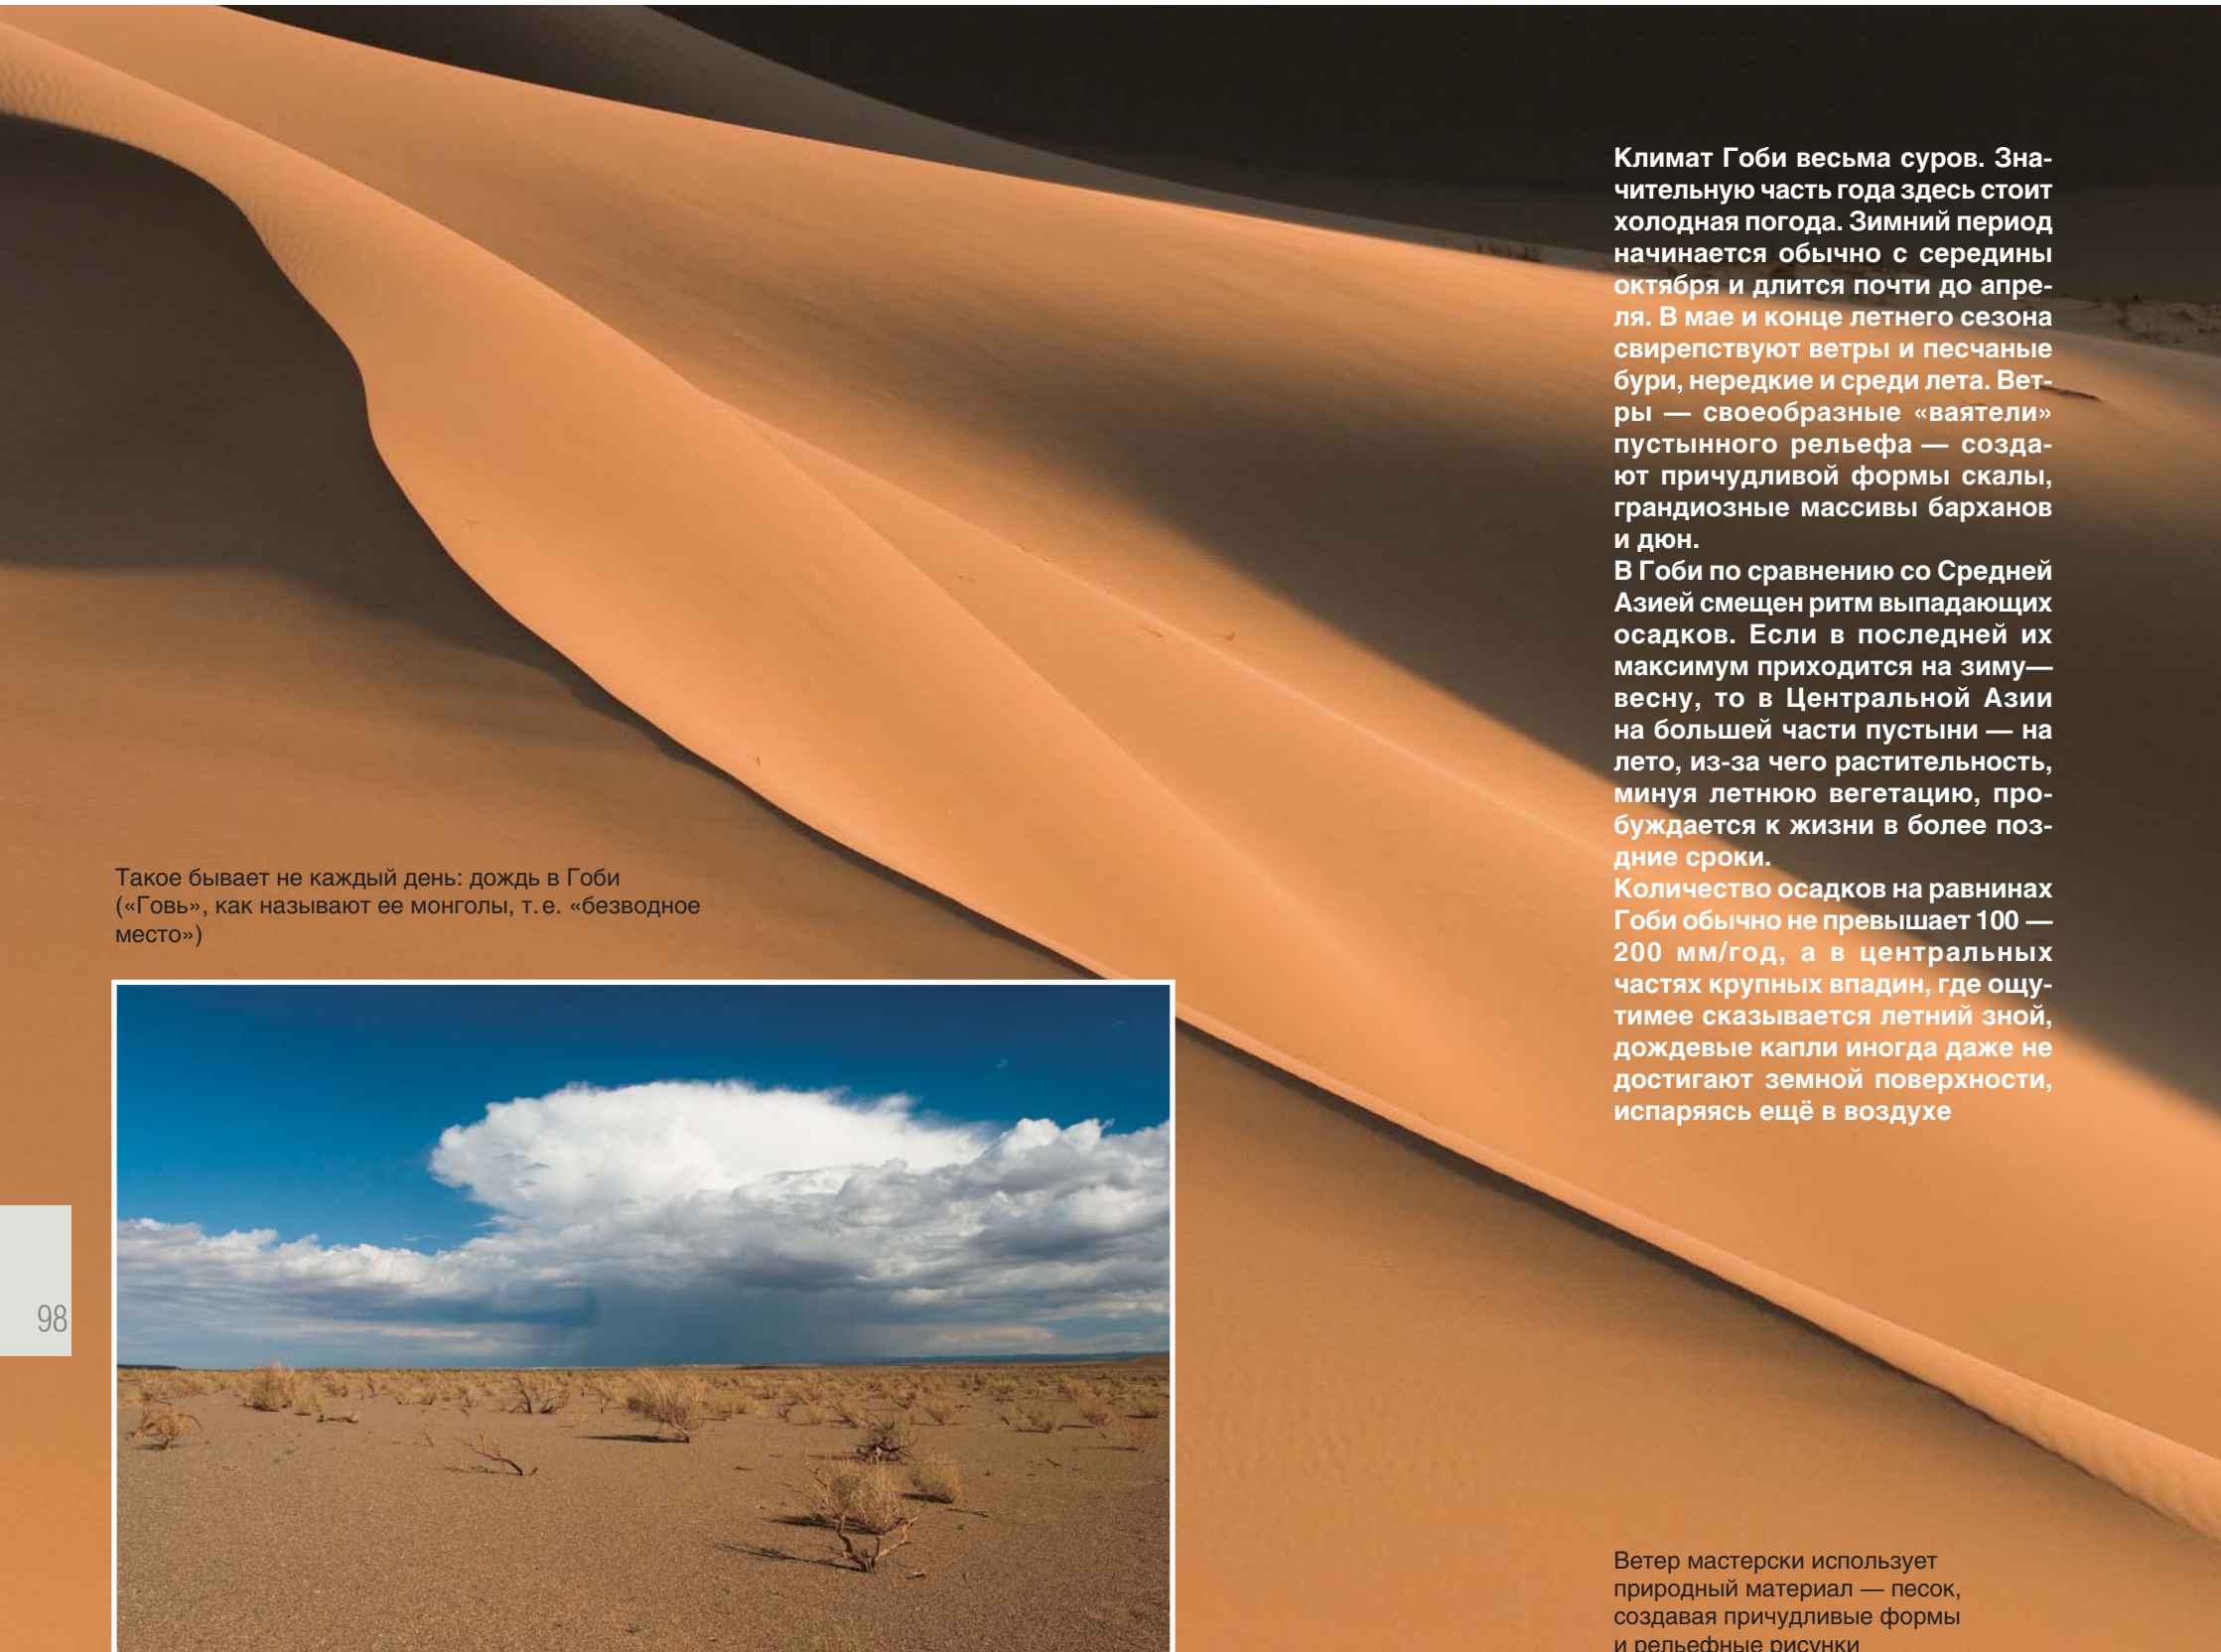 Климат Гоби весьма суров. Зна-
чительную часть года здесь стоит
холодная погода. Зимний период
начинается обычно с середины
октября и длится почти до апре-
ля. В мае и конце летнего сезона
свирепствуют ветры и песчаные
бури, нередкие и среди лета. Вет-
ры — своеобразные «ваятели»
пустынного рельефа — созда-
ют причудливой формы скалы,
грандиозные массивы барханов
и дюн.
В Гоби по сравнению со Средней
Азией смещен ритм выпадающих
осадков. Если в последней их
максимум приходится на зиму—
весну, то в Центральной Азии
на большей части пустыни — на
лето, из-за чего растительность,
минуя летнюю вегетацию, про-
буждается к жизни в более поз-
дние сроки.
Количество осадков на равнинах
Гоби обычно не превышает 100 —
200 мм/год, а в центральных
частях крупных впадин, где ощу-
тимее сказывается летний зной,
дождевые капли иногда даже не
достигают земной поверхности,
испаряясь ещё в воздухе
Такое бывает не каждый день: дождь в Гоби
(«Говь», как называют ее монголы, т. е. «безводное
место»)
98
Ветер мастерски использует
природный материал — песок,
создавая причудливые формы
и рельефные рисунки